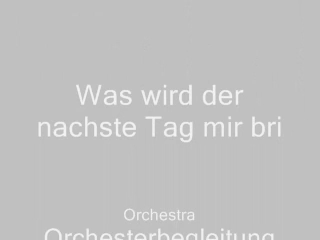 Was wird der
nachste Tag mir bri
Orchestra
Orchesterbegleitung